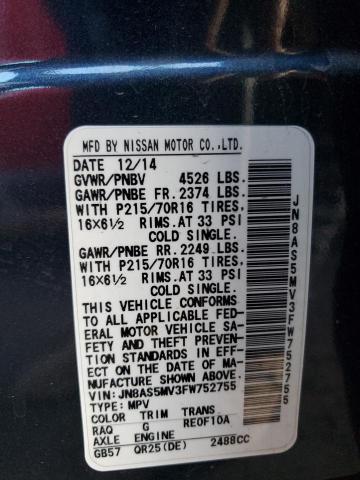 MFD BY NISSAN MOTOR CO.,LTD.
DATE 12/14
GVWR/PNBV 4526 LBS.
GAWR/PNBE FR. 2374 LBS.
WITH P215/70R16 TIRES,
16X6½ RIMS.AT 33 PSI
COLD SINGLE.
GAWR/PNBE RR. 2249 LBS.
WITH P215/70R16 TIRES,
16X6½ RIMS.AT 33 PSI
COLD SINGLE.
THIS VEHICLE CONFORMS
TO ALL APPLICABLE FED-
ERAL MOTOR VEHICLE SA-
FETY AND THEFT PREVEN-
TION STANDARDS IN EFF-
ECT ON THE DATE OF MA-
NUFACTURE SHOWN ABOVE.
VIN: JN8AS5MV3FW752755
TYPE: MPV
COLOR TRIM TRANS
RAQ G RE0F10A
AXLE ENGINE
GB57 QR25(DE) 2488CC
JN8AS5MV3FW752755